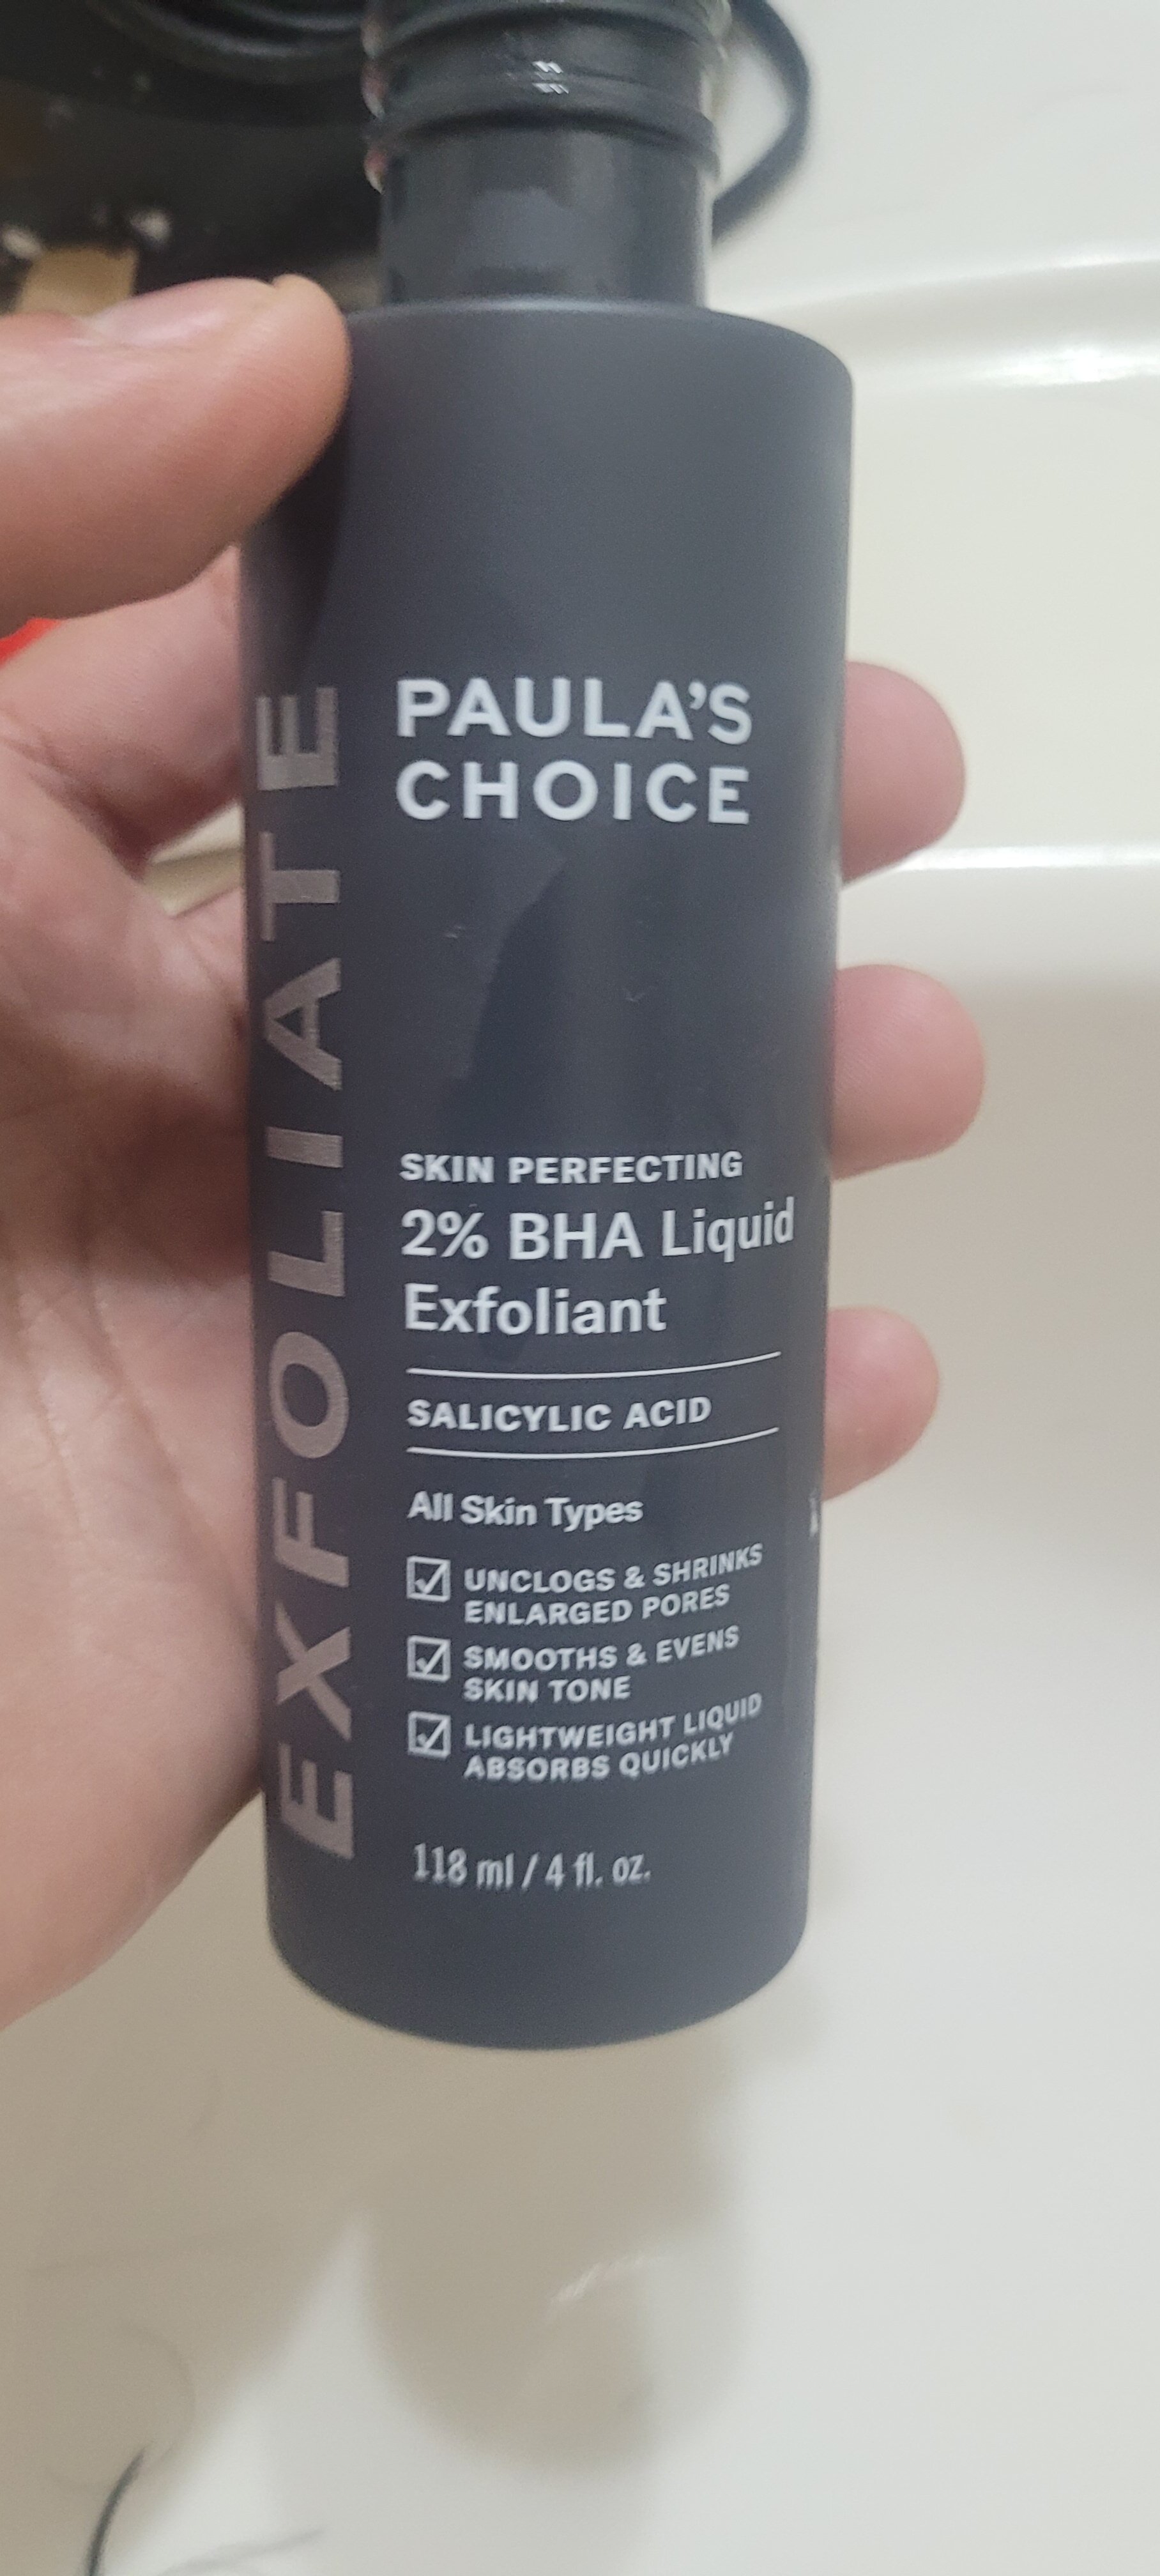 PAULA'S
CHOICE
EXFOLIATE
SKIN PERFECTING
2% BHA Liquid
Exfoliant
SALICYLIC ACID
All Skin Types
UNCLOGS & SHRINKS
ENLARGED PORES
SMOOTHS & EVENS
SKIN TONE
LIGHTWEIGHT LIQUID
ABSORBS QUICKLY
118 ml / 4 fl. oz.